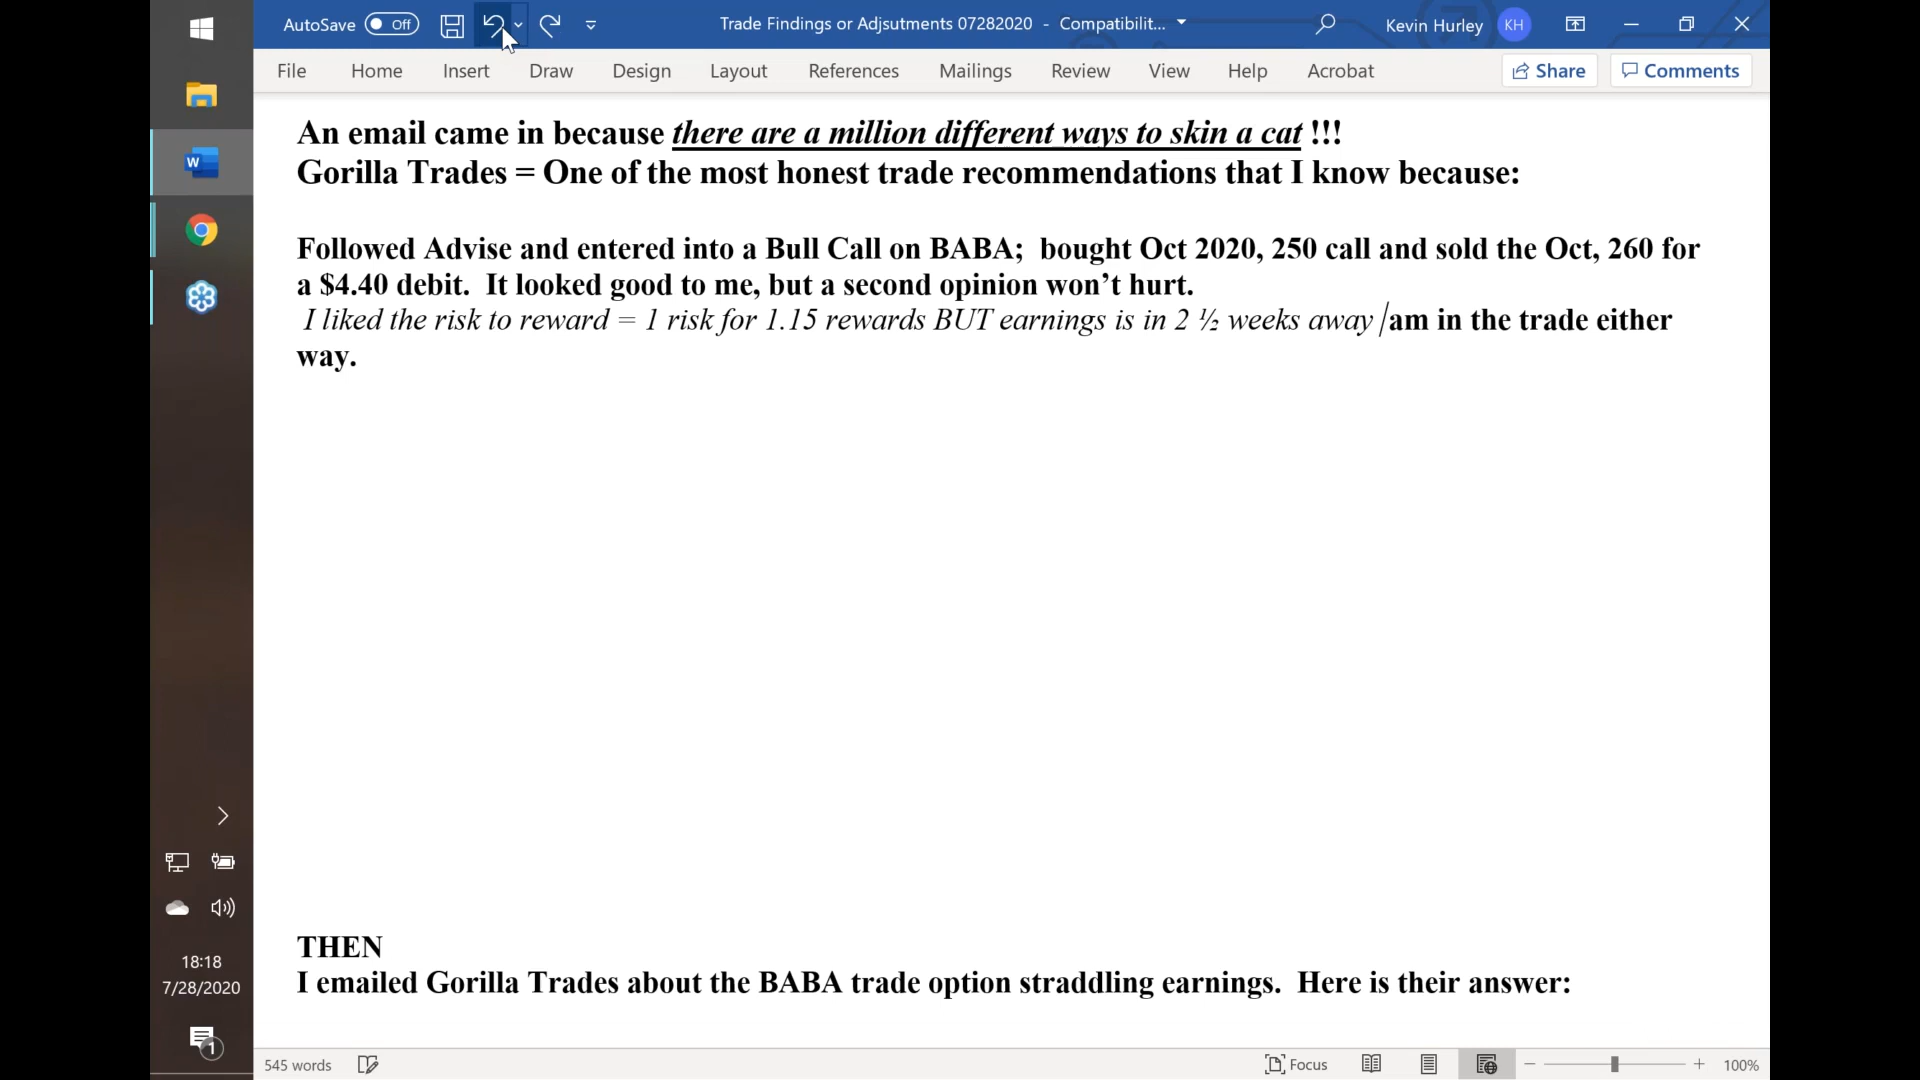 AutoSave Off Trade Findings or Adjsutments 07282020 - Compatibilit... Kevin Hurley KH
File Home Insert Draw Design Layout References Mailings Review View Help Acrobat Share Comments
An email came in because there are a million different ways to skin a cat !!!
Gorilla Trades = One of the most honest trade recommendations that I know because:
Followed Advise and entered into a Bull Call on BABA;  bought Oct 2020, 250 call and sold the Oct, 260 for
a $4.40 debit.  It looked good to me, but a second opinion won’t hurt.
I liked the risk to reward = 1 risk for 1.15 rewards BUT earnings is in 2 ½ weeks away am in the trade either
way.
THEN
I emailed Gorilla Trades about the BABA trade option straddling earnings.  Here is their answer:
18:18
7/28/2020
1
545 words Focus 100%